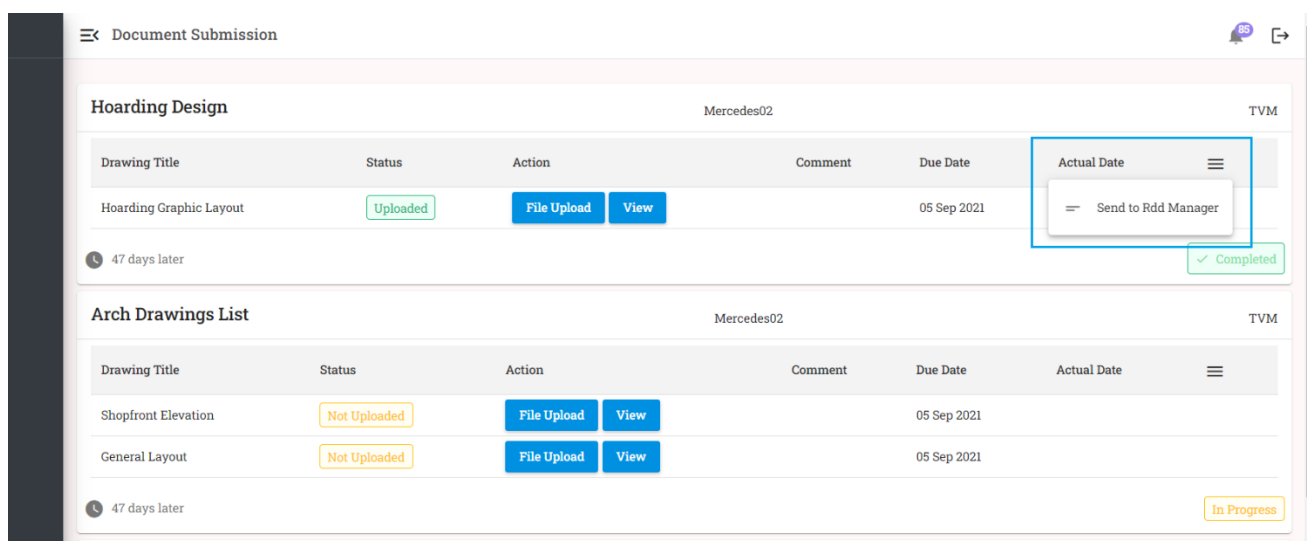 Document Submission 85
Hoarding Design Mercedes02 TVM
Drawing Title Status Action Comment Due Date Actual Date
Hoarding Graphic Layout Uploaded File Upload View 05 Sep 2021 Send to Rdd Manager
47 days later Completed
Arch Drawings List Mercedes02 TVM
Drawing Title Status Action Comment Due Date Actual Date
Shopfront Elevation Not Uploaded File Upload View 05 Sep 2021
General Layout Not Uploaded File Upload View 05 Sep 2021
47 days later In Progress